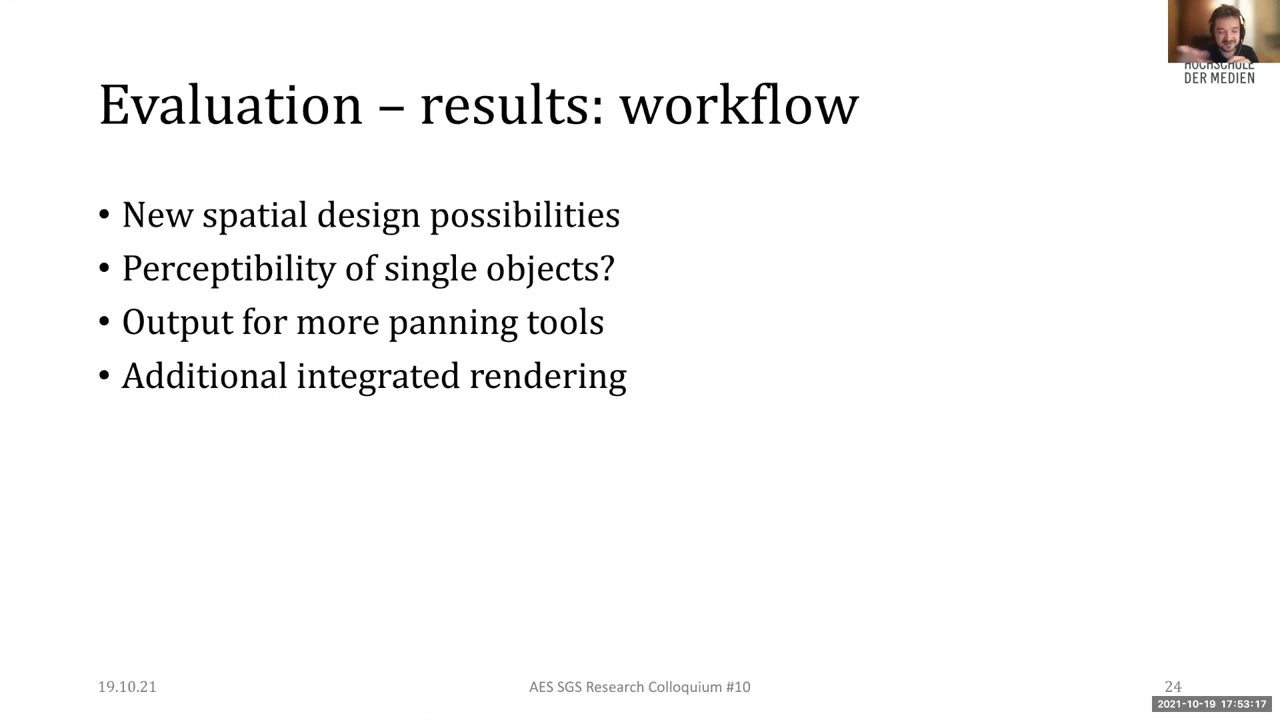 HOCHSCHULE
DER MEDIEN
Evaluation – results: workflow
• New spatial design possibilities
• Perceptibility of single objects?
• Output for more panning tools
• Additional integrated rendering
19.10.21
AES SGS Research Colloquium #10
24
2021-10-19 17:53:17